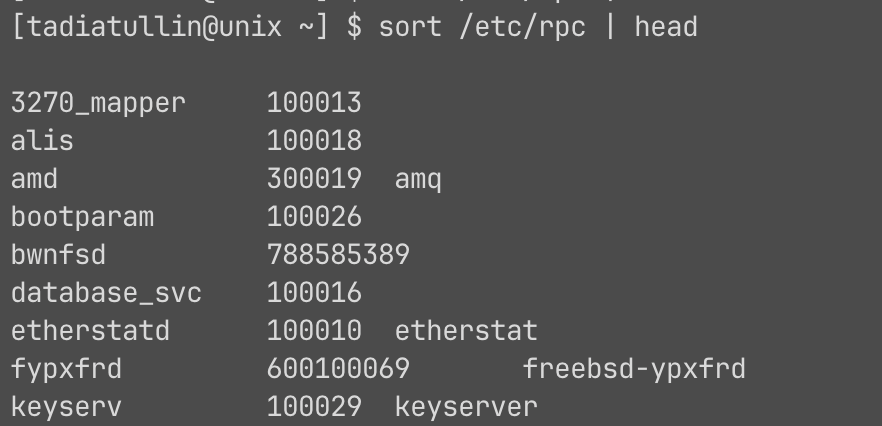 [tadiatullin@unix ~] $ sort /etc/rpc | head

3270_mapper     100013
alis            100018
amd             300019  amq
bootparam       100026
bwnfsd          788585389
database_svc    100016
etherstatd      100010  etherstat
fypxfrd         600100069       freebsd-ypxfrd
keyserv         100029  keyserver